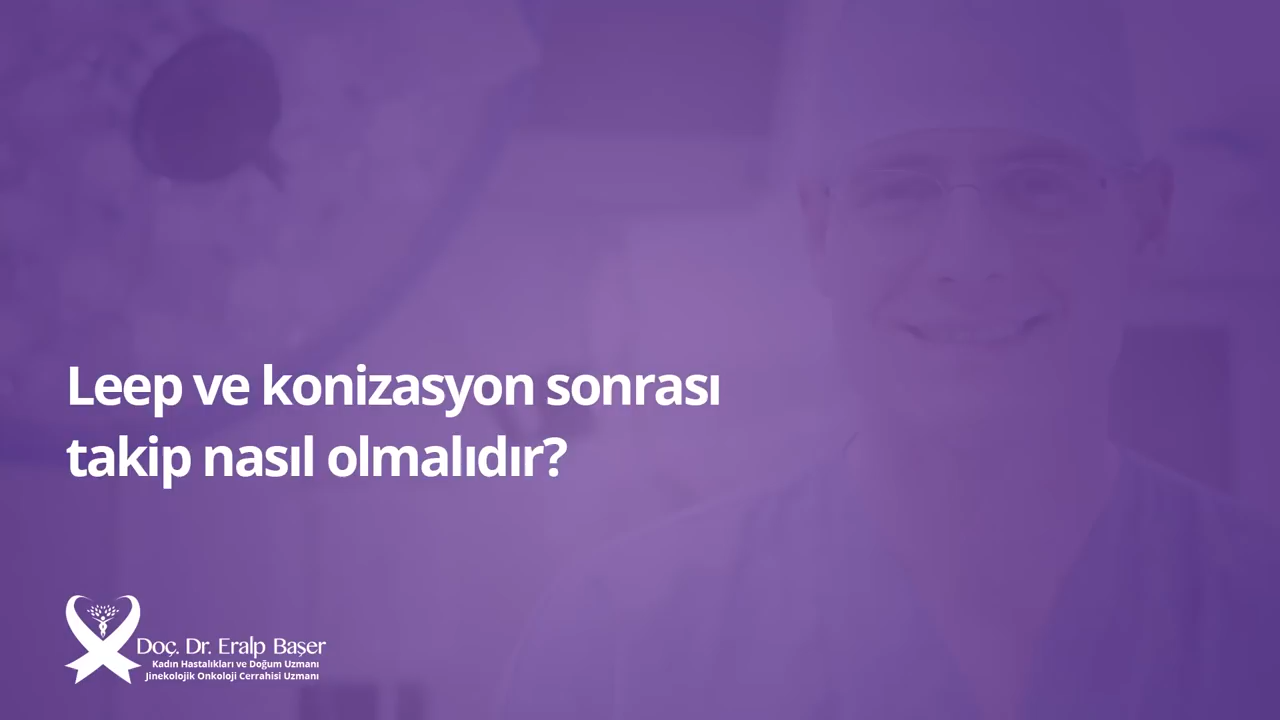 Leep ve konizasyon sonrası
takip nasıl olmalıdır?
Doç. Dr. Eralp Başer
Kadın Hastalıkları ve Doğum Uzmanı
Jinekolojik Onkoloji Cerrahisi Uzmanı